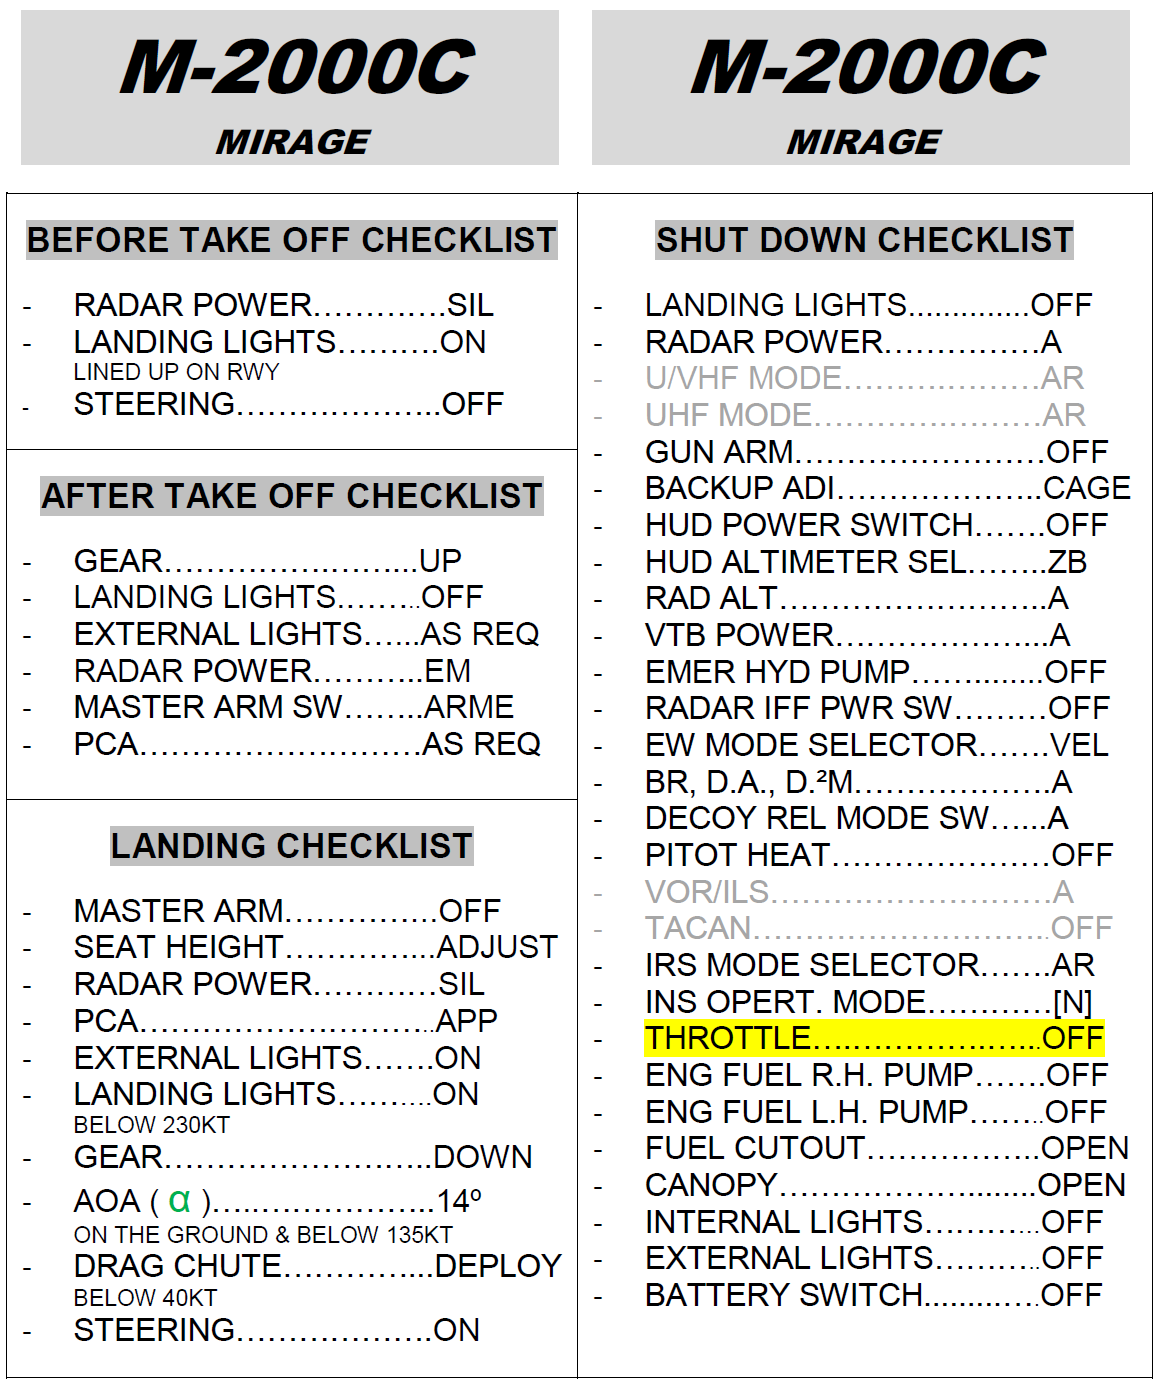 M-2000C
MIRAGE
BEFORE TAKE OFF CHECKLIST
- RADAR POWER………….SIL
- LANDING LIGHTS……….ON
LINED UP ON RWY
- STEERING………………...OFF
AFTER TAKE OFF CHECKLIST
- GEAR…………….……....UP
- LANDING LIGHTS……...OFF
- EXTERNAL LIGHTS…...AS REQ
- RADAR POWER………...EM
- MASTER ARM SW……...ARME
- PCA………………………AS REQ
LANDING CHECKLIST
- MASTER ARM……………OFF
- SEAT HEIGHT…………...ADJUST
- RADAR POWER…………SIL
- PCA………………………..APP
- EXTERNAL LIGHTS…….ON
- LANDING LIGHTS……....ON
BELOW 230KT
- GEAR……………………..DOWN
- AOA ( α )………………….14º
ON THE GROUND & BELOW 135KT
- DRAG CHUTE…………...DEPLOY
BELOW 40KT
- STEERING……………….ON
M-2000C
MIRAGE
SHUT DOWN CHECKLIST
- LANDING LIGHTS..............OFF
- RADAR POWER……………A
- U/VHF MODE……………….AR
- UHF MODE………………….AR
- GUN ARM……………………OFF
- BACKUP ADI………………..CAGE
- HUD POWER SWITCH…….OFF
- HUD ALTIMETER SEL……..ZB
- RAD ALT……………………..A
- VTB POWER………………...A
- EMER HYD PUMP…….........OFF
- RADAR IFF PWR SW………OFF
- EW MODE SELECTOR…….VEL
- BR, D.A., D.²M……………….A
- DECOY REL MODE SW…...A
- PITOT HEAT…………………OFF
- VOR/ILS………………………A
- TACAN………………………..OFF
- IRS MODE SELECTOR…….AR
- INS OPERT. MODE…………[N]
- THROTTLE…………………..OFF
- ENG FUEL R.H. PUMP…….OFF
- ENG FUEL L.H. PUMP……..OFF
- FUEL CUTOUT……………..OPEN
- CANOPY……………….........OPEN
- INTERNAL LIGHTS………...OFF
- EXTERNAL LIGHTS………..OFF
- BATTERY SWITCH.........….OFF